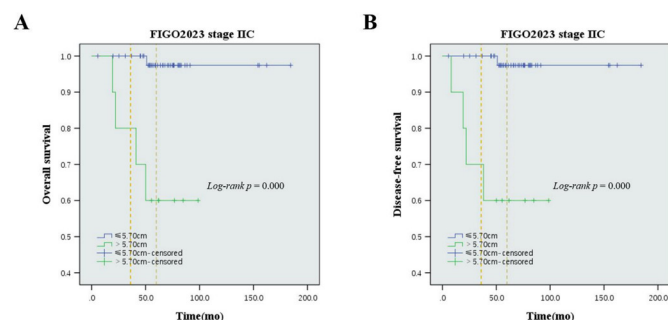 A
FIGO2023 stage IIC
Overall survival
1.0
0.9
0.8
0.7
0.6
0.5
0.4
Log-rank p = 0.000
≤5.70cm
> 5.70cm
≤5.70cm-censored
> 5.70cm-censored
.0 50.0 100.0 150.0 200.0
Time(mo)
B
FIGO2023 stage IIC
Disease-free survival
1.0
0.9
0.8
0.7
0.6
0.5
0.4
Log-rank p = 0.000
≤5.70cm
> 5.70cm
≤5.70cm-censored
> 5.70cm-censored
.0 50.0 100.0 150.0 200.0
Time(mo)